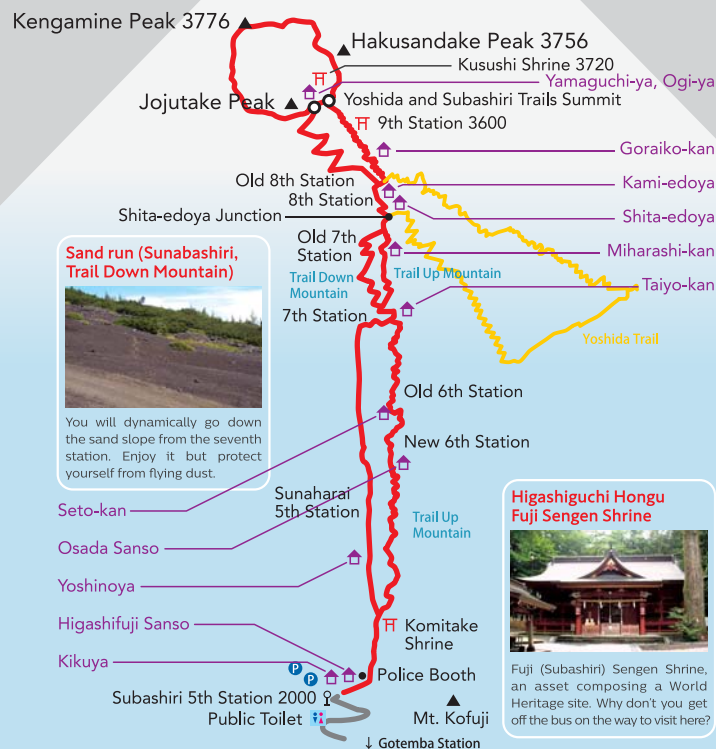 Kengamine Peak 3776
Hakusandake Peak 3756
Kusushi Shrine 3720
Yamaguchi-ya, Ogi-ya
Jojutake Peak
Yoshida and Subashiri Trails Summit
9th Station 3600
Goraiko-kan
Old 8th Station
Kami-edoya
8th Station
Shita-edoya
Shita-edoya Junction
Old 7th
Station
Miharashi-kan
Sand run (Sunabashiri,
Trail Down Mountain)
Trail Down
Mountain
Trail Up Mountain
Taiyo-kan
7th Station
Yoshida Trail
You will dynamically go down
the sand slope from the seventh
station. Enjoy it but protect
yourself from flying dust.
Old 6th Station
New 6th Station
Sunaharai
5th Station
Seto-kan
Trail Up
Mountain
Osada Sanso
Yoshinoya
Higashifuji Sanso
Kikuya
Komitake
Shrine
P
P
Police Booth
Subashiri 5th Station 2000
Public Toilet
Mt. Kofuji
↓ Gotemba Station
Higashiguchi Hongu
Fuji Sengen Shrine
Fuji (Subashiri) Sengen Shrine,
an asset composing a World
Heritage site. Why don't you get
off the bus on the way to visit here?